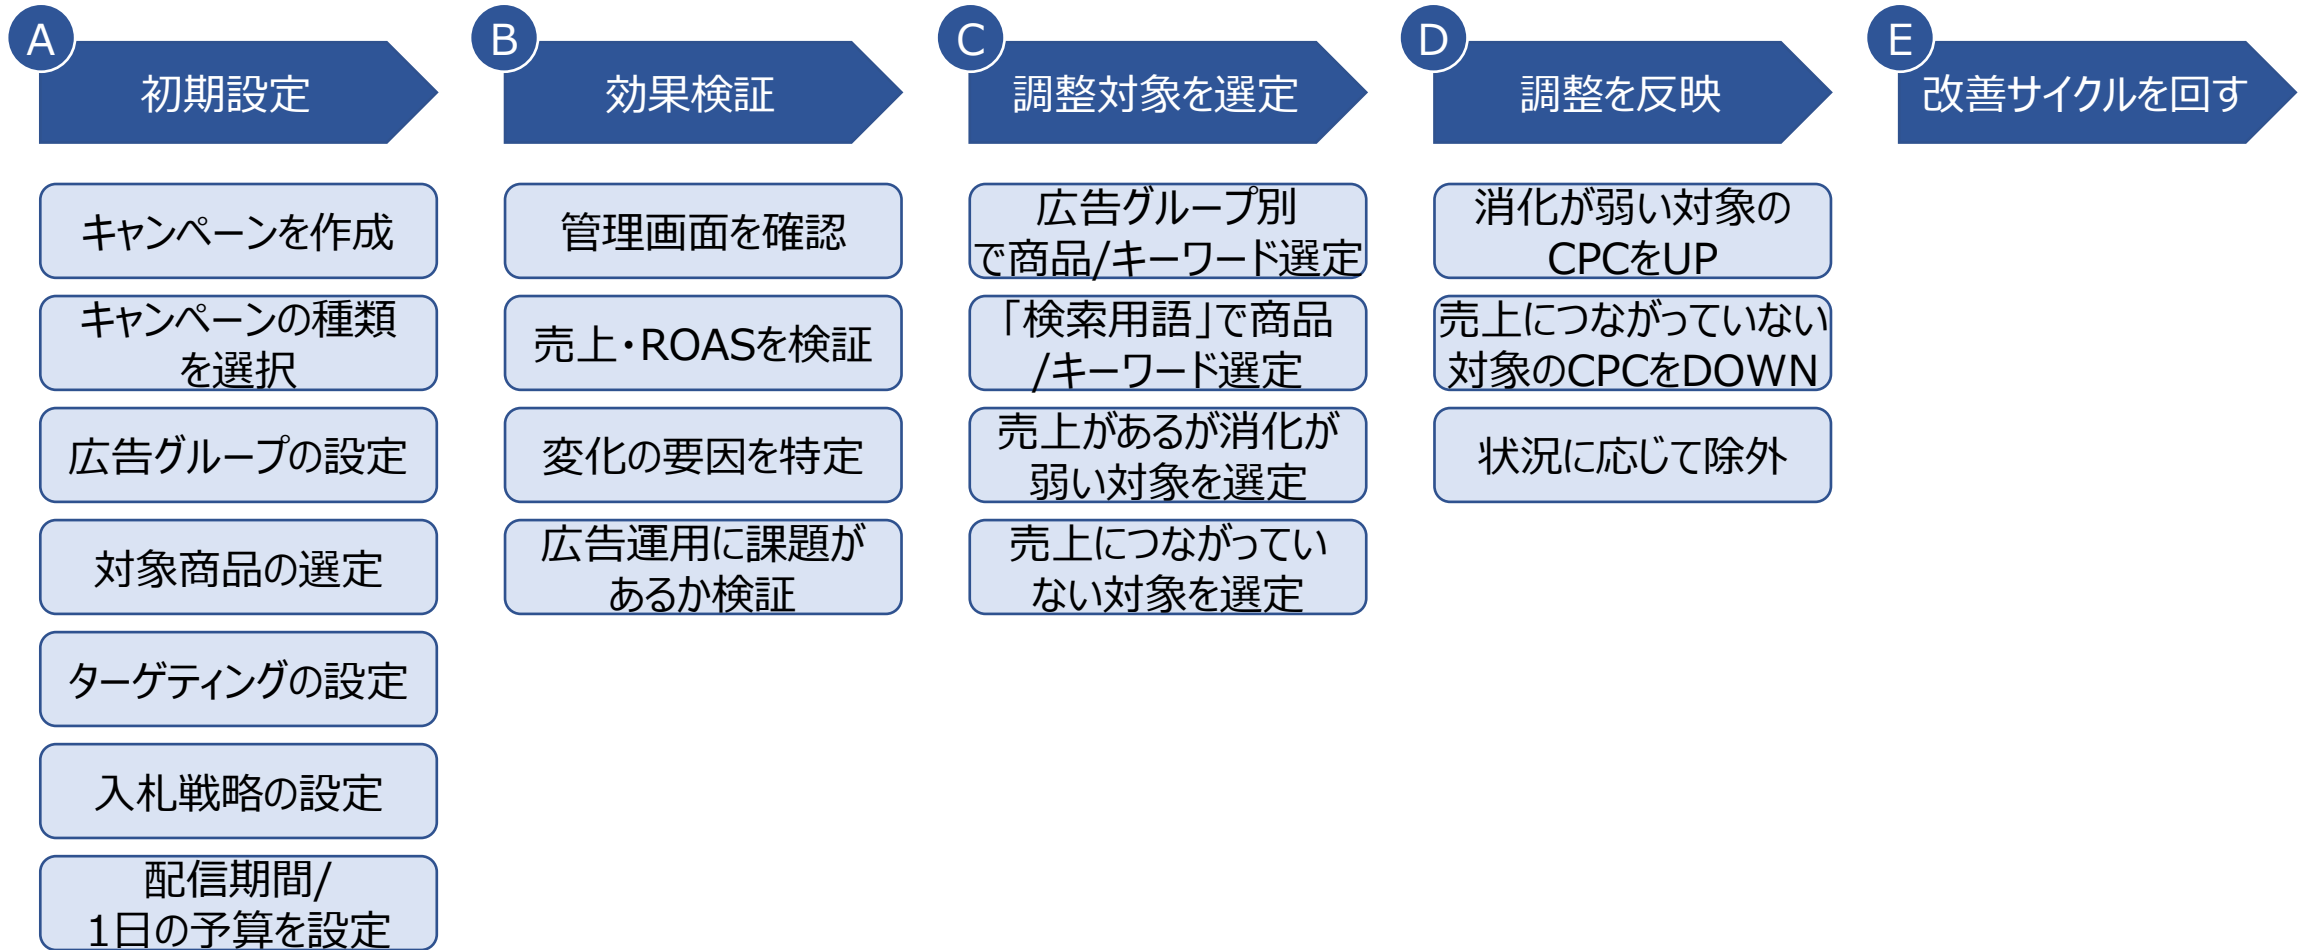 A
初期設定
キャンペーンを作成
キャンペーンの種類
を選択
広告グループの設定
対象商品の選定
ターゲティングの設定
入札戦略の設定
配信期間/
1日の予算を設定
B
効果検証
管理画面を確認
売上・ROASを検証
変化の要因を特定
広告運用に課題が
あるか検証
C
調整対象を選定
広告グループ別
で商品/キーワード選定
「検索用語」で商品
/キーワード選定
売上があるが消化が
弱い対象を選定
売上につながってい
ない対象を選定
D
調整を反映
消化が弱い対象の
CPCをUP
売上につながっていない
対象のCPCをDOWN
状況に応じて除外
E
改善サイクルを回す